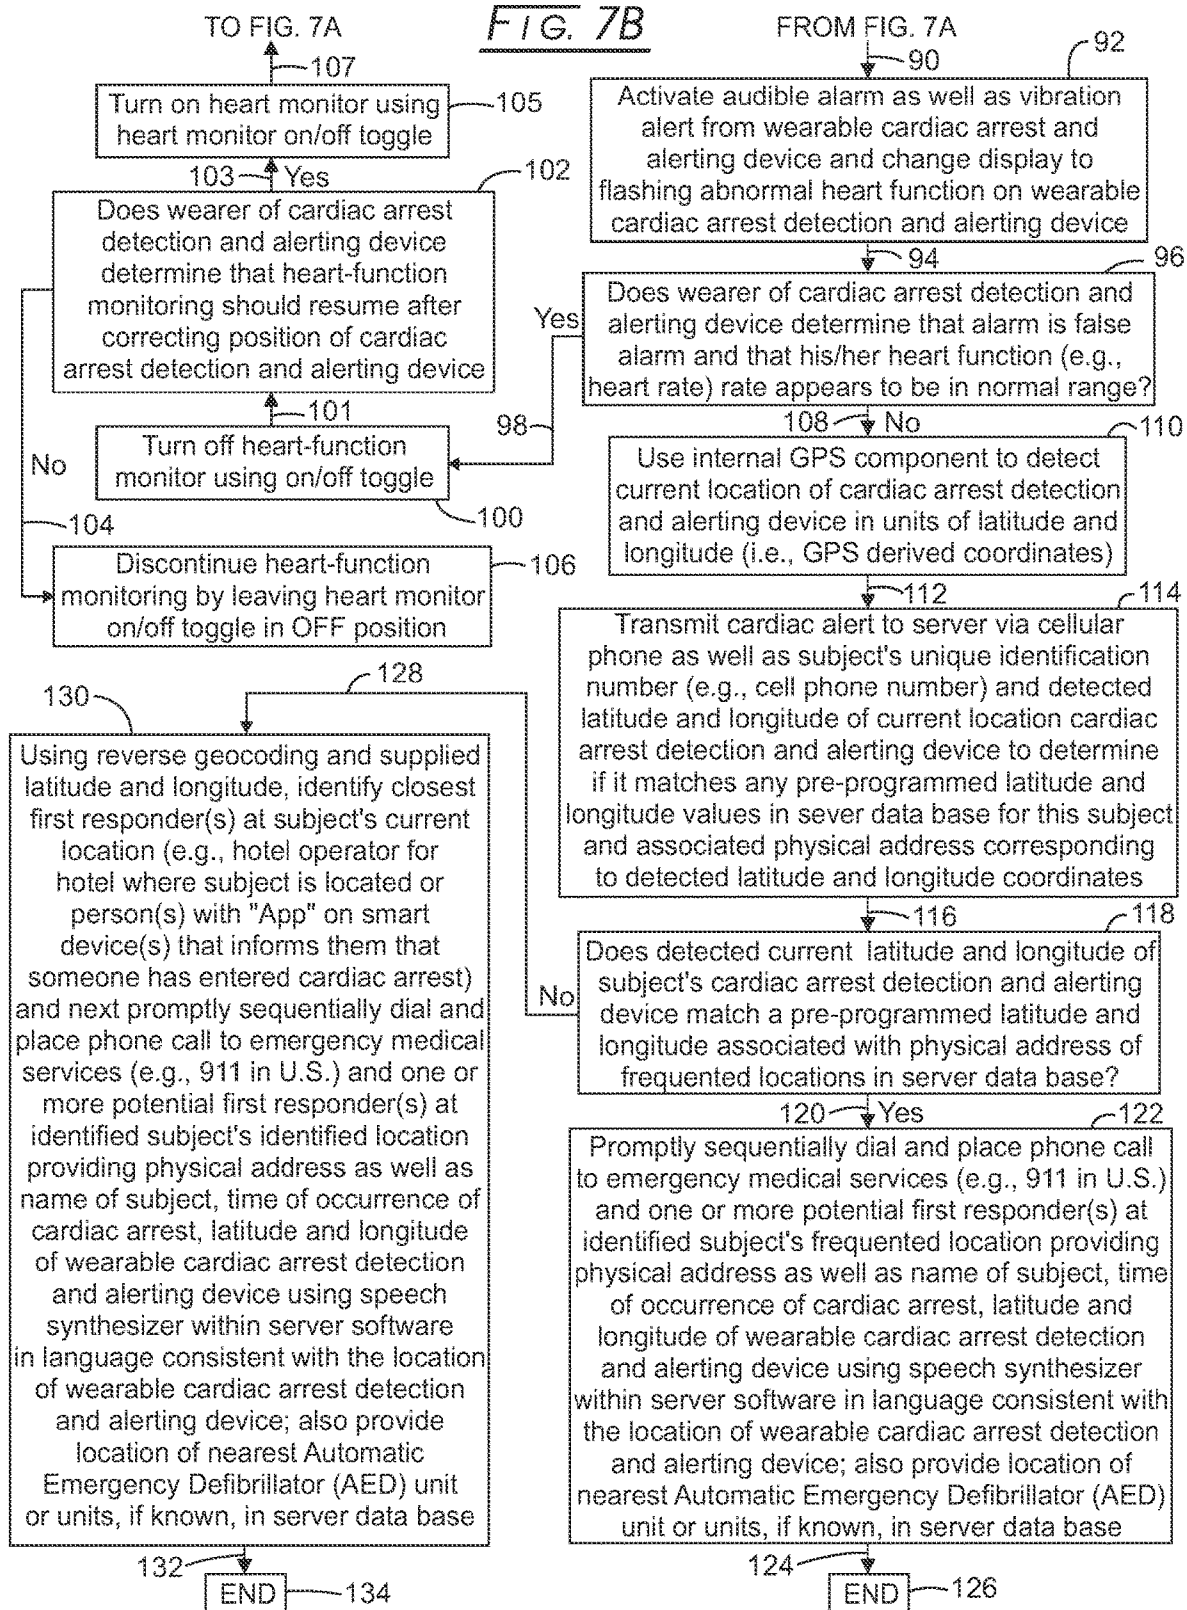 FIG. 7B
TO FIG. 7A
107
Turn on heart monitor using
heart monitor on/off toggle
105
103
Yes
102
Does wearer of cardiac arrest
detection and alerting device
determine that heart-function
monitoring should resume after
correcting position of cardiac
arrest detection and alerting device
101
Turn off heart-function
monitor using on/off toggle
100
No
104
Discontinue heart-function
monitoring by leaving heart monitor
on/off toggle in OFF position
106
FROM FIG. 7A
90
92
Activate audible alarm as well as vibration
alert from wearable cardiac arrest and
alerting device and change display to
flashing abnormal heart function on wearable
cardiac arrest detection and alerting device
94
96
Does wearer of cardiac arrest detection and
alerting device determine that alarm is false
alarm and that his/her heart function (e.g.,
heart rate) rate appears to be in normal range?
Yes
98
108
No
110
Use internal GPS component to detect
current location of cardiac arrest detection
and alerting device in units of latitude and
longitude (i.e., GPS derived coordinates)
112
114
Transmit cardiac alert to server via cellular
phone as well as subject's unique identification
number (e.g., cell phone number) and detected
latitude and longitude of current location cardiac
arrest detection and alerting device to determine
if it matches any pre-programmed latitude and
longitude values in sever data base for this subject
and associated physical address corresponding
to detected latitude and longitude coordinates
116
118
Does detected current latitude and longitude of
subject's cardiac arrest detection and alerting
device match a pre-programmed latitude and
longitude associated with physical address of
frequented locations in server data base?
No
128
130
Using reverse geocoding and supplied
latitude and longitude, identify closest
first responder(s) at subject's current
location (e.g., hotel operator for
hotel where subject is located or
person(s) with "App" on smart
device(s) that informs them that
someone has entered cardiac arrest)
and next promptly sequentially dial and
place phone call to emergency medical
services (e.g., 911 in U.S.) and one or
more potential first responder(s) at
identified subject's identified location
providing physical address as well as
name of subject, time of occurrence of
cardiac arrest, latitude and longitude
of wearable cardiac arrest detection
and alerting device using speech
synthesizer within server software
in language consistent with the location
of wearable cardiac arrest detection
and alerting device; also provide
location of nearest Automatic
Emergency Defibrillator (AED) unit
or units, if known, in server data base
132
END
134
120
Yes
122
Promptly sequentially dial and place phone call
to emergency medical services (e.g., 911 in U.S.)
and one or more potential first responder(s) at
identified subject's frequented location providing
physical address as well as name of subject, time
of occurrence of cardiac arrest, latitude and
longitude of wearable cardiac arrest detection
and alerting device using speech synthesizer
within server software in language consistent with
the location of wearable cardiac arrest detection
and alerting device; also provide location of
nearest Automatic Emergency Defibrillator (AED)
unit or units, if known, in server data base
124
END
126